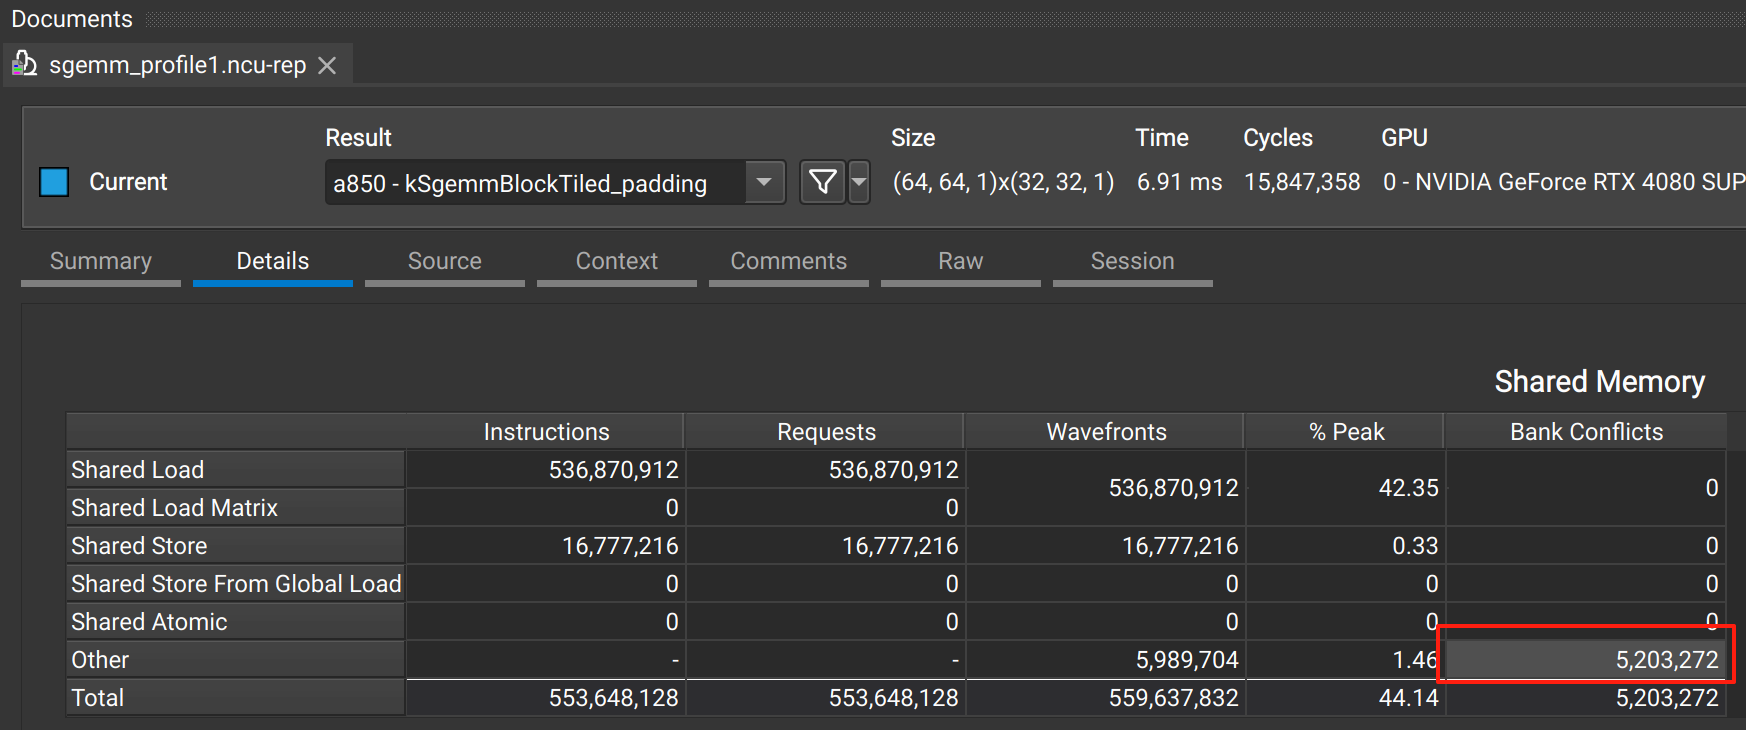 Documents
sgemm_profile1.ncu-rep
Result Size Time Cycles GPU
Current a850 - kSgemmBlockTiled_padding (64, 64, 1)x(32, 32, 1) 6.91 ms 15,847,358 0 - NVIDIA GeForce RTX 4080 SUP
Summary Details Source Context Comments Raw Session
Shared Memory
Instructions Requests Wavefronts % Peak Bank Conflicts
Shared Load 536,870,912 536,870,912 536,870,912 42.35 0
Shared Load Matrix 0 0
Shared Store 16,777,216 16,777,216 16,777,216 0.33 0
Shared Store From Global Load 0 0 0 0 0
Shared Atomic 0 0 0 0 0
Other - - 5,989,704 1.46 5,203,272
Total 553,648,128 553,648,128 559,637,832 44.14 5,203,272